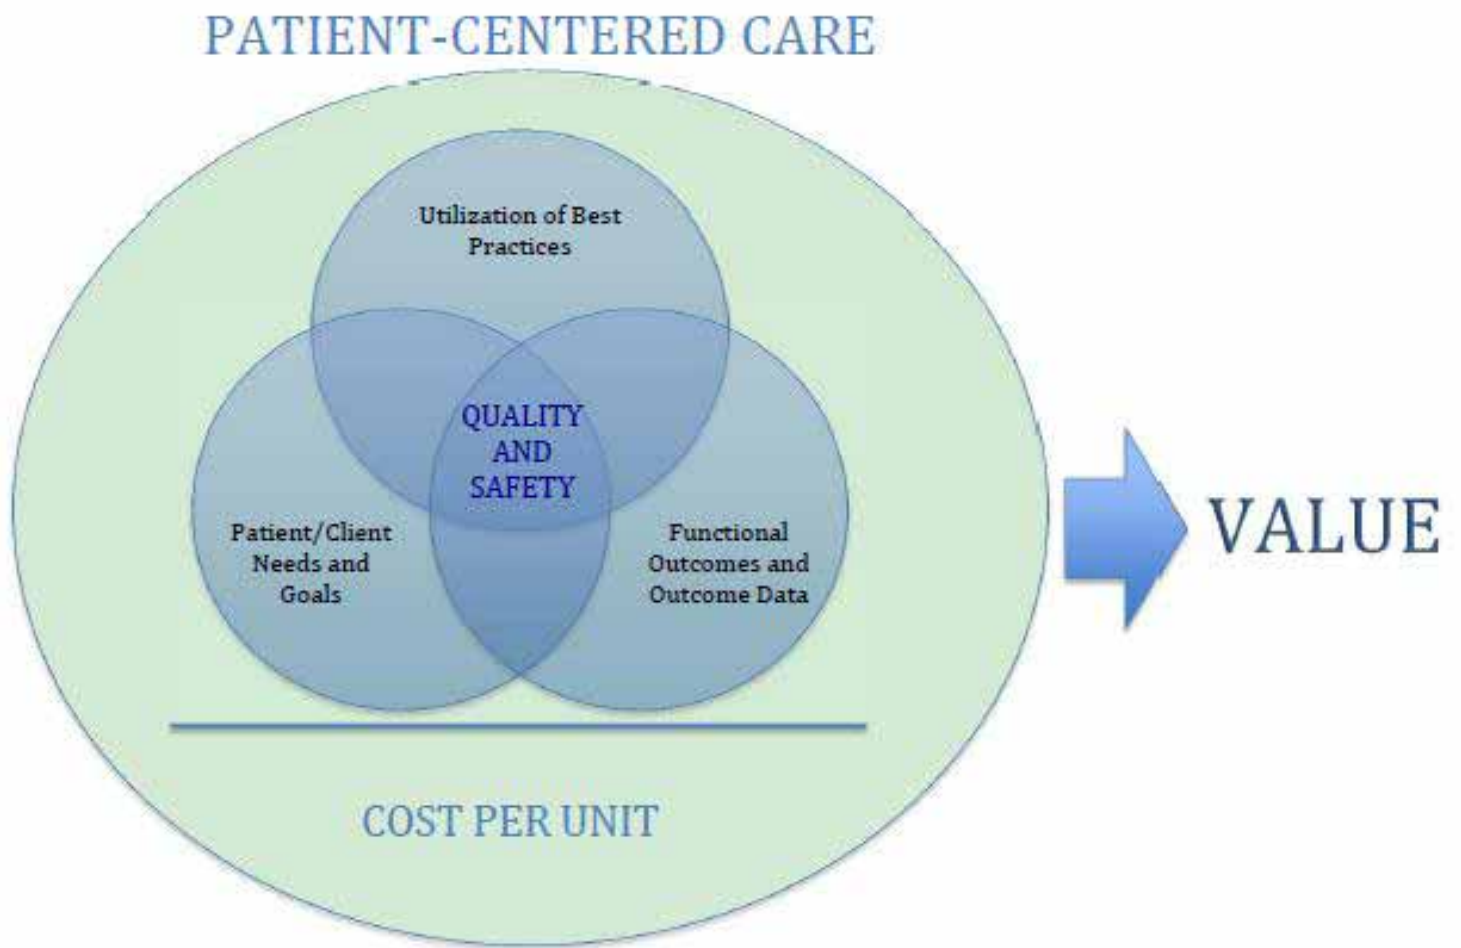 PATIENT-CENTERED CARE
Utilization of Best
Practices
QUALITY
AND
SAFETY
Patient/Client
Needs and
Goals
Functional
Outcomes and
Outcome Data
VALUE
COST PER UNIT